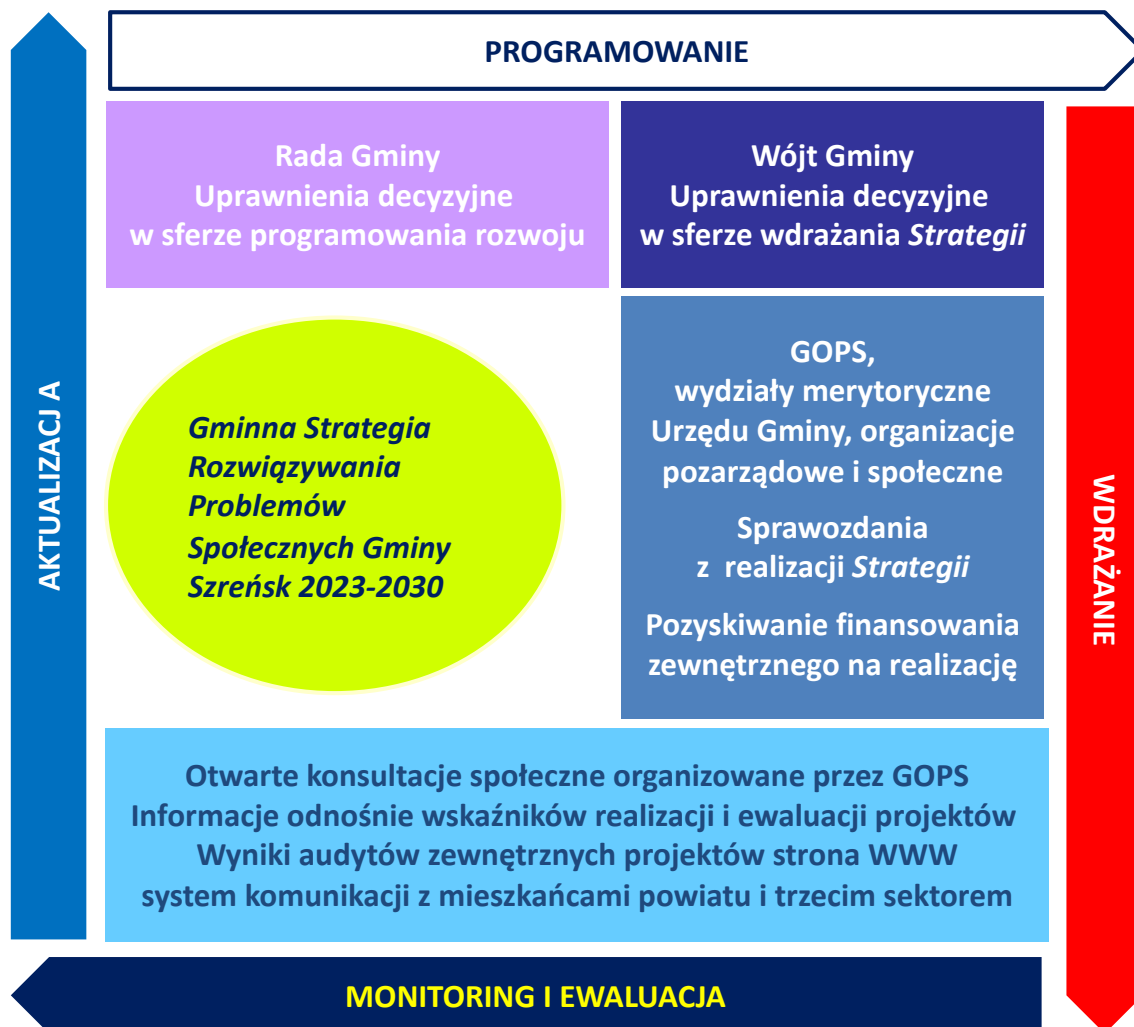 PROGRAMOWANIE
Rada Gminy
Uprawnienia decyzyjne
w sferze programowania rozwoju
Wójt Gminy
Uprawnienia decyzyjne
w sferze wdrażania Strategii
AKTUALIZACJ A
Gminna Strategia
Rozwiązywania
Problemów
Społecznych Gminy
Szreńsk 2023-2030
GOPS,
wydziały merytoryczne
Urzędu Gminy, organizacje
pozarządowe i społeczne
Sprawozdania
z realizacji Strategii
Pozyskiwanie finansowania
zewnętrznego na realizację
WDRAŻANIE
Otwarte konsultacje społeczne organizowane przez GOPS
Informacje odnośnie wskaźników realizacji i ewaluacji projektów
Wyniki audytów zewnętrznych projektów strona WWW
system komunikacji z mieszkańcami powiatu i trzecim sektorem
MONITORING I EWALUACJA